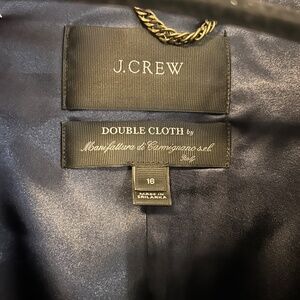 J.CREW
DOUBLE CLOTH by
Manifattura di Carmignano s.r.l.
Italy
16
MADE IN
SRI LANKA